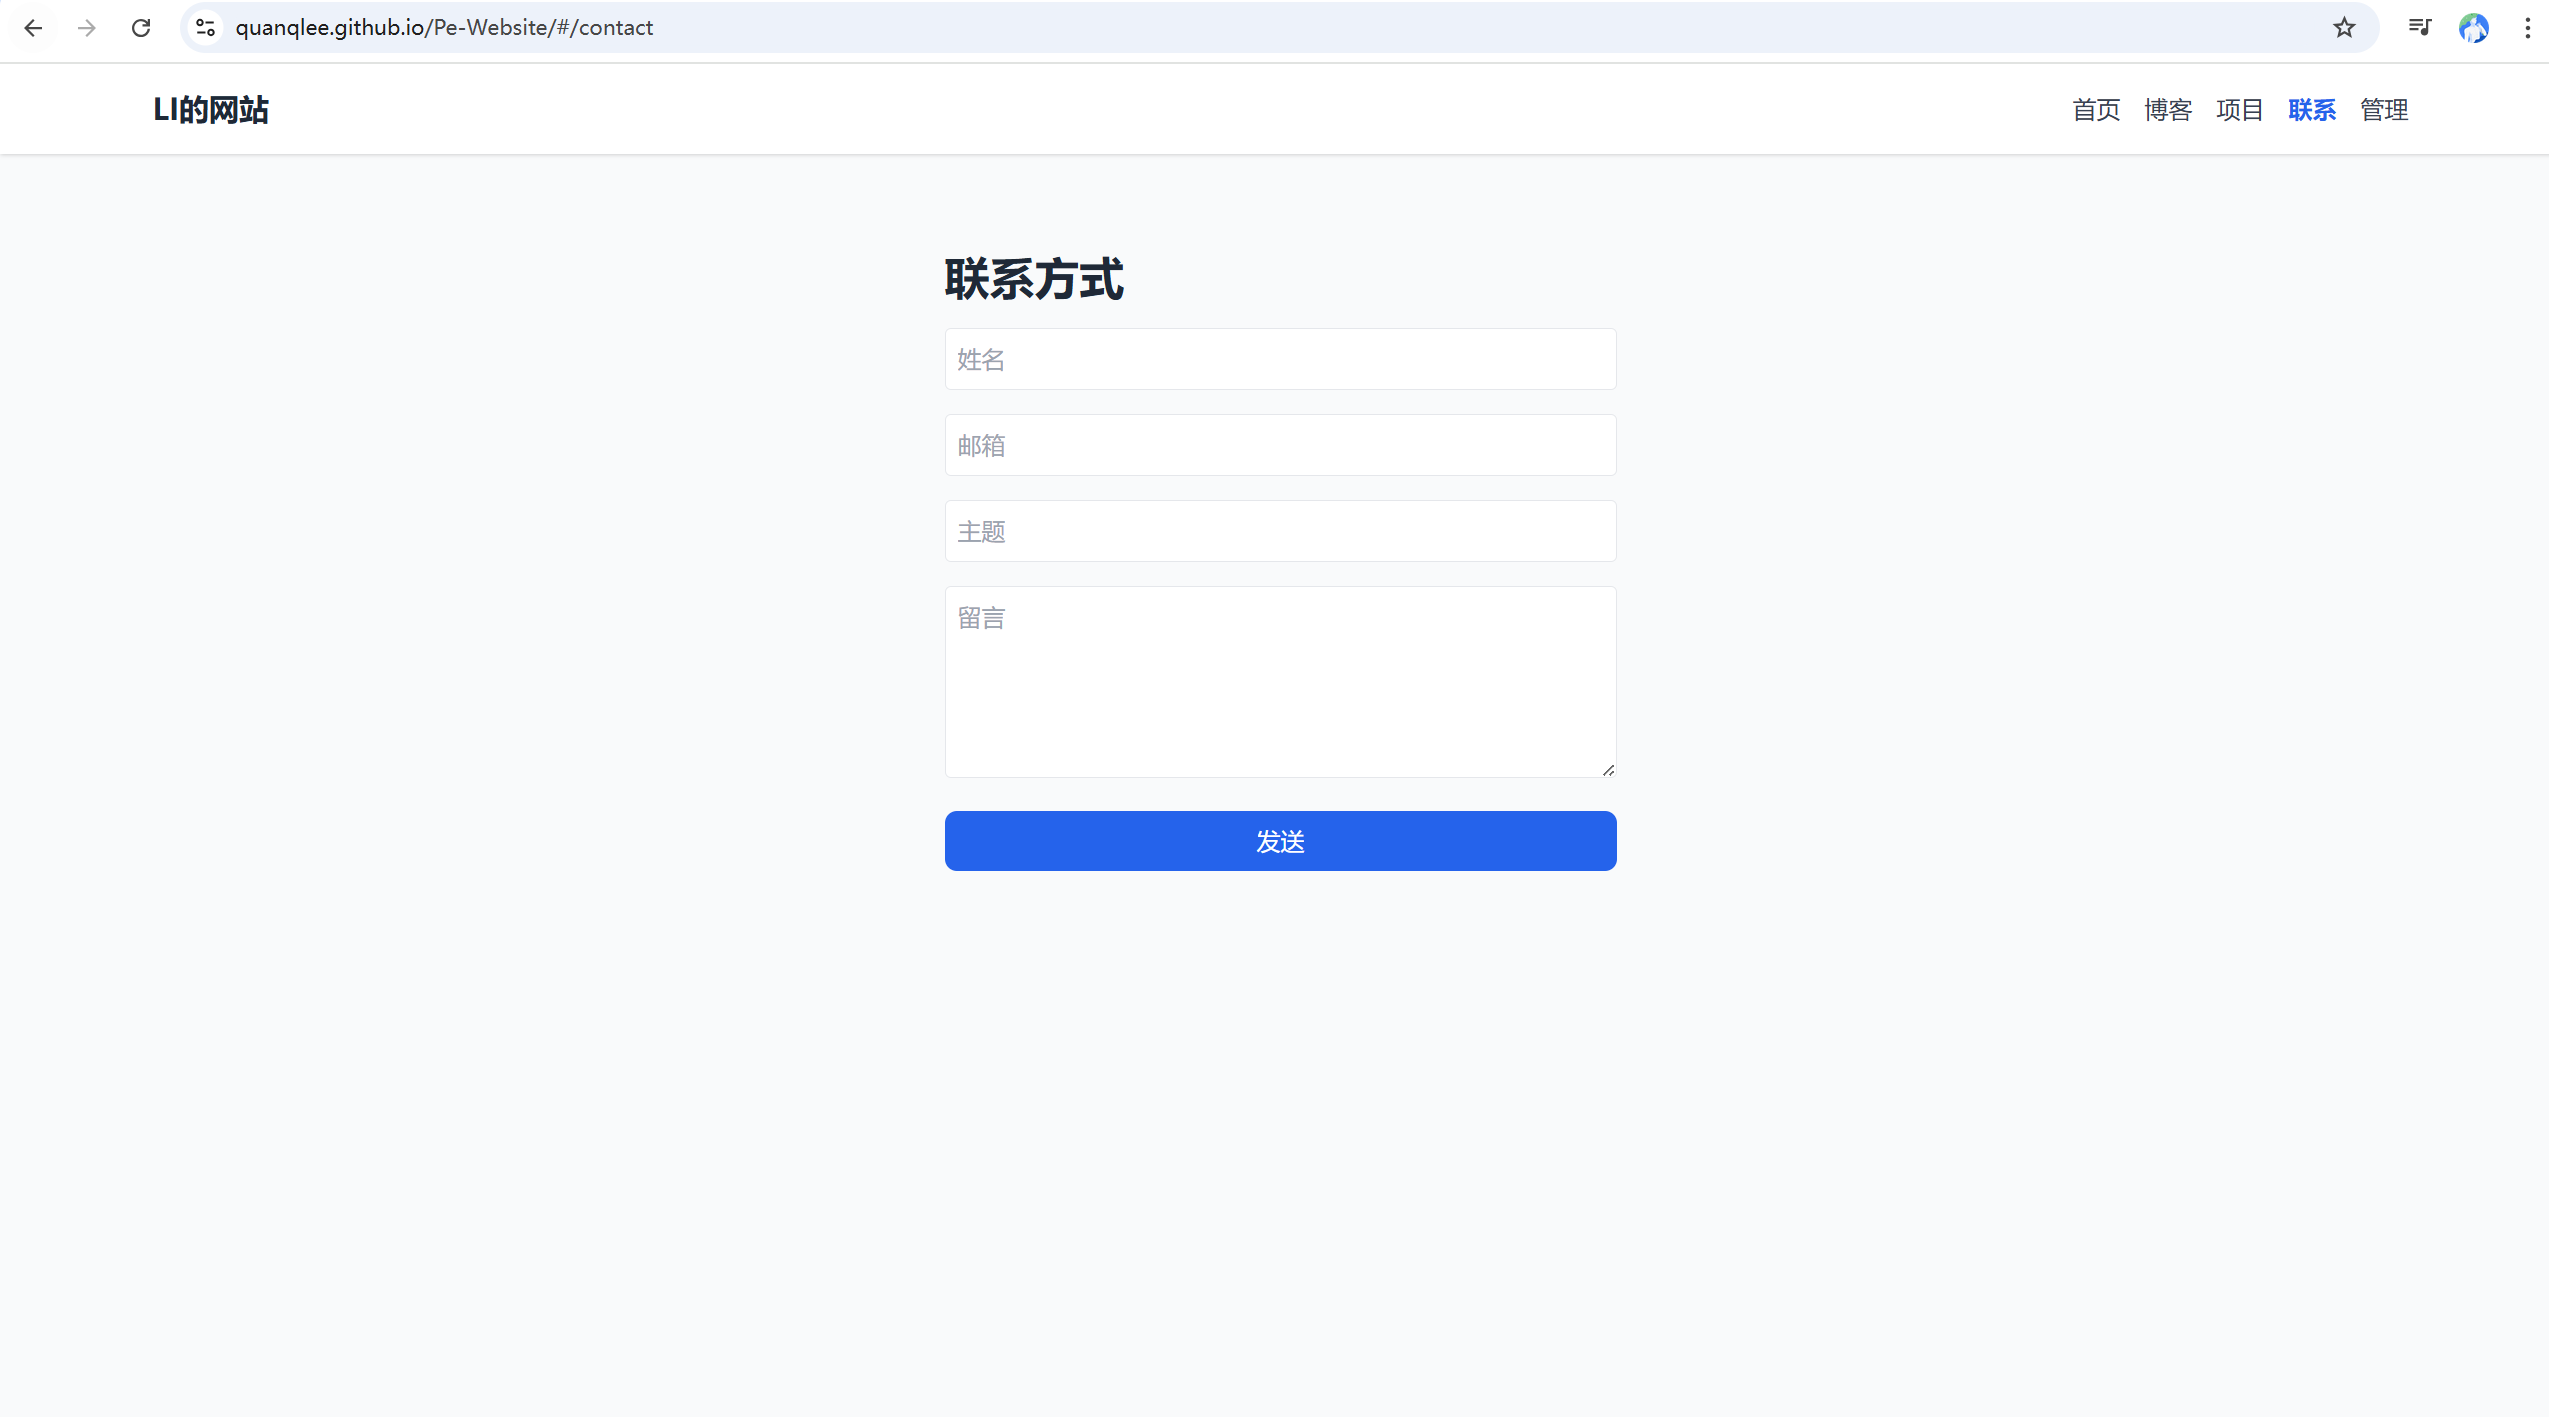 quanqlee.github.io/Pe-Website/#/contact
LI的网站
首页 博客 项目 联系 管理
联系方式
姓名
邮箱
主题
留言
发送